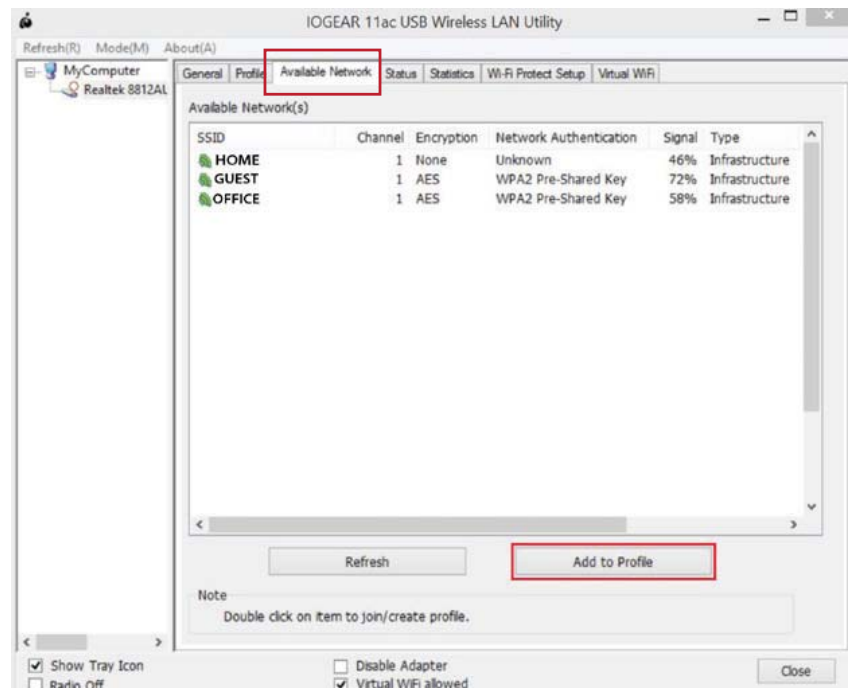 IOGEAR 11ac USB Wireless LAN Utility
Refresh(R) Mode(M) About(A)
MyComputer
Realtek 8812AL
General Profile Available Network Status Statistics Wi-Fi Protect Setup Virtual WiFi
Available Network(s)
SSID Channel Encryption Network Authentication Signal Type
HOME 1 None Unknown 46% Infrastructure
GUEST 1 AES WPA2 Pre-Shared Key 72% Infrastructure
OFFICE 1 AES WPA2 Pre-Shared Key 58% Infrastructure
Refresh Add to Profile
Note
Double click on item to join/create profile.
Show Tray Icon Disable Adapter Close
Radio Off Virtual WiFi allowed